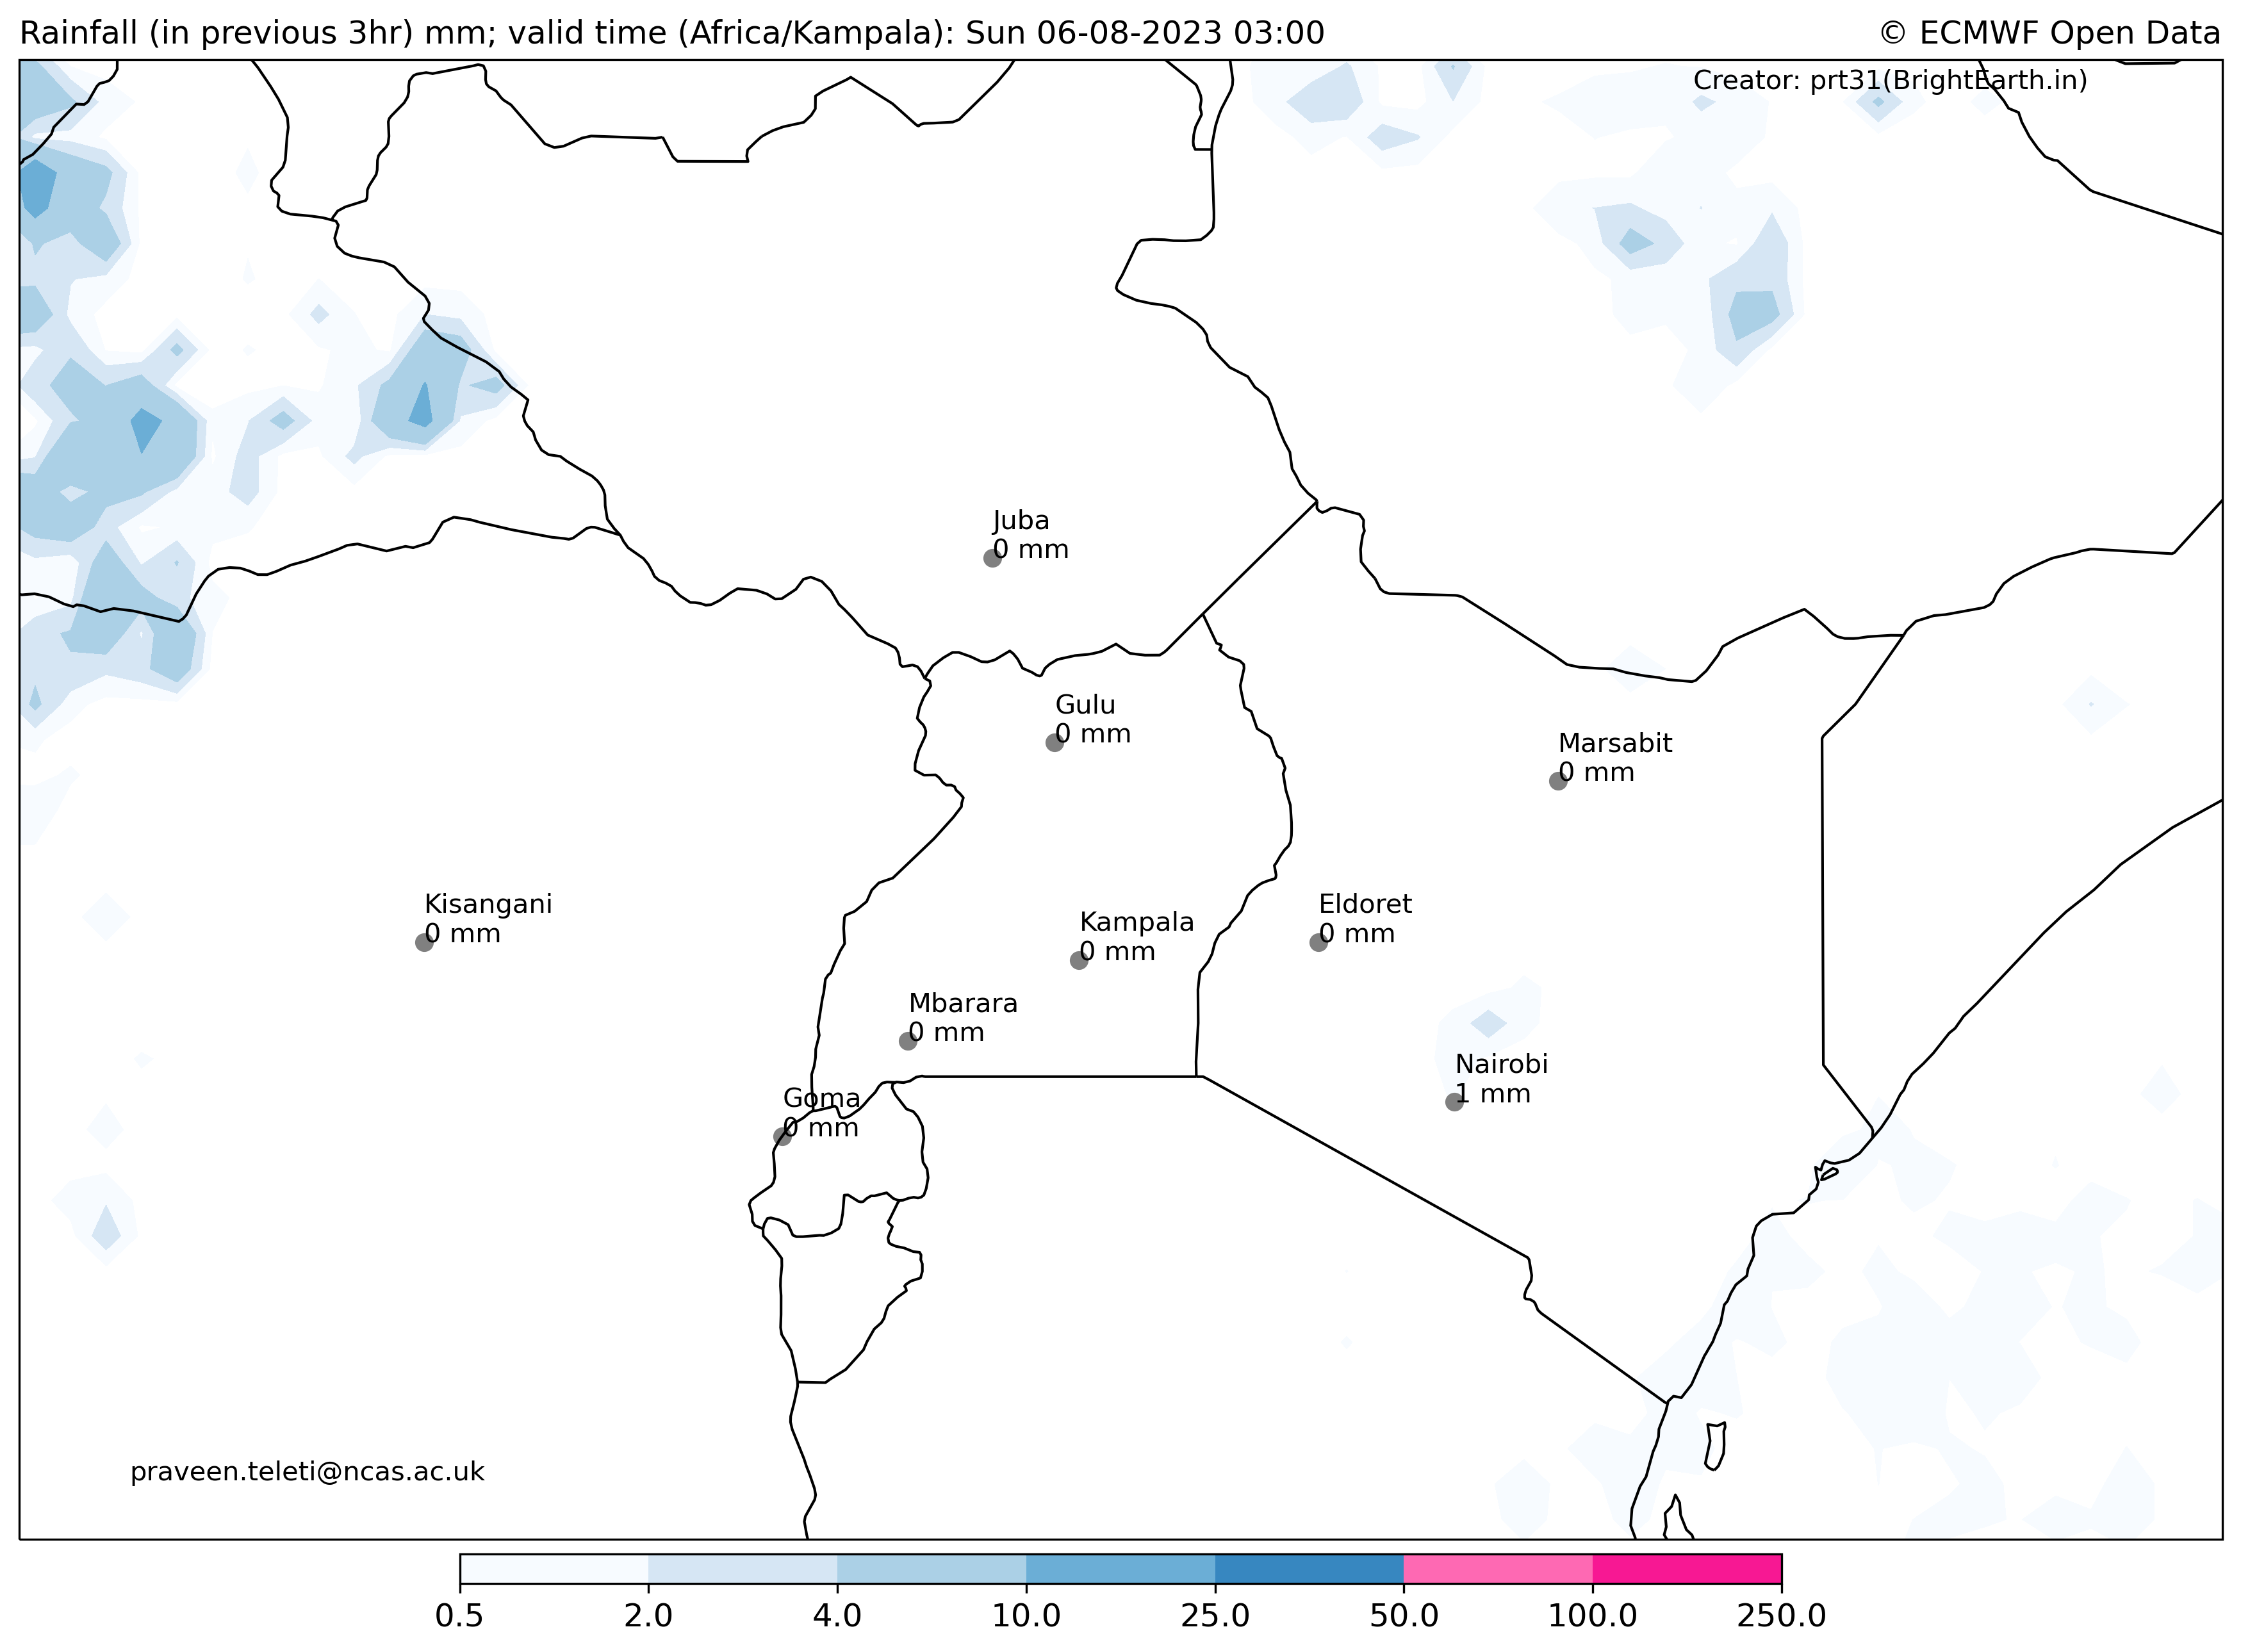 Rainfall (in previous 3hr) mm; valid time (Africa/Kampala): Sun 06-08-2023 03:00
© ECMWF Open Data
Creator: prt31(BrightEarth.in)
Juba
0 mm
Gulu
0 mm
Marsabit
0 mm
Kisangani
0 mm
Kampala
0 mm
Eldoret
0 mm
Mbarara
0 mm
Nairobi
1 mm
Goma
0 mm
praveen.teleti@ncas.ac.uk
0.5 2.0 4.0 10.0 25.0 50.0 100.0 250.0